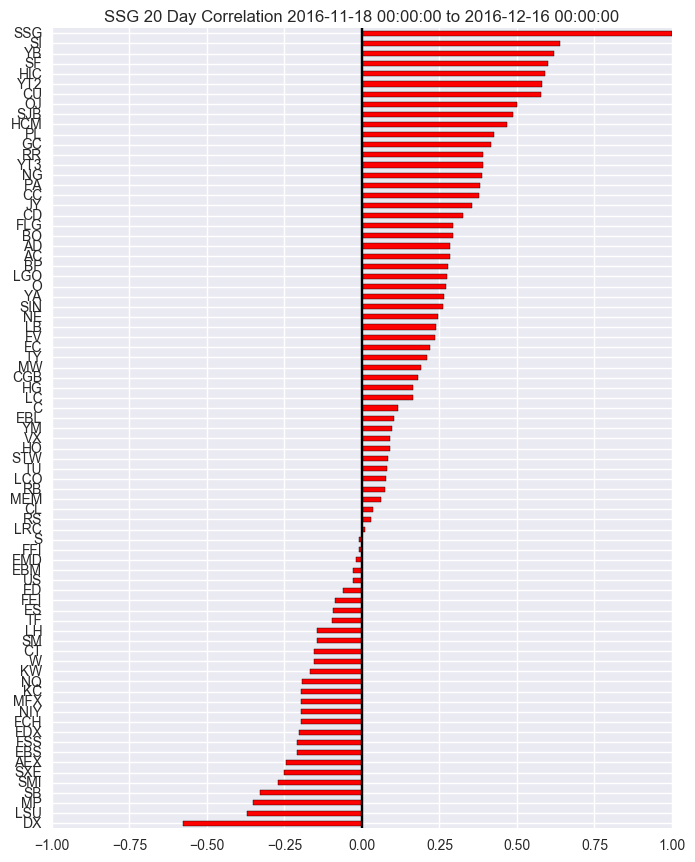 SSG 20 Day Correlation 2016-11-18 00:00:00 to 2016-12-16 00:00:00
SSG
SI
YB
SF
HIC
YT2
CU
OJ
SJB
HCM
PL
GC
RR
YT3
NG
PA
CC
JY
CD
FLG
BO
AD
AC
BP
LGO
O
YA
SIN
NE
LB
FV
EC
TY
MW
CGB
HG
LC
C
EBL
YM
VX
HO
STW
TU
LCO
RB
MEM
CL
RS
LRC
S
FFI
EMD
EBM
US
ED
FEI
ES
TF
LH
SM
CT
W
KW
NQ
KC
MFX
NIY
ECH
FDX
ESS
EBS
AEX
SXE
SMI
SB
MP
LSU
DX
−1.00 −0.75 −0.50 −0.25 0.00 0.25 0.50 0.75 1.00